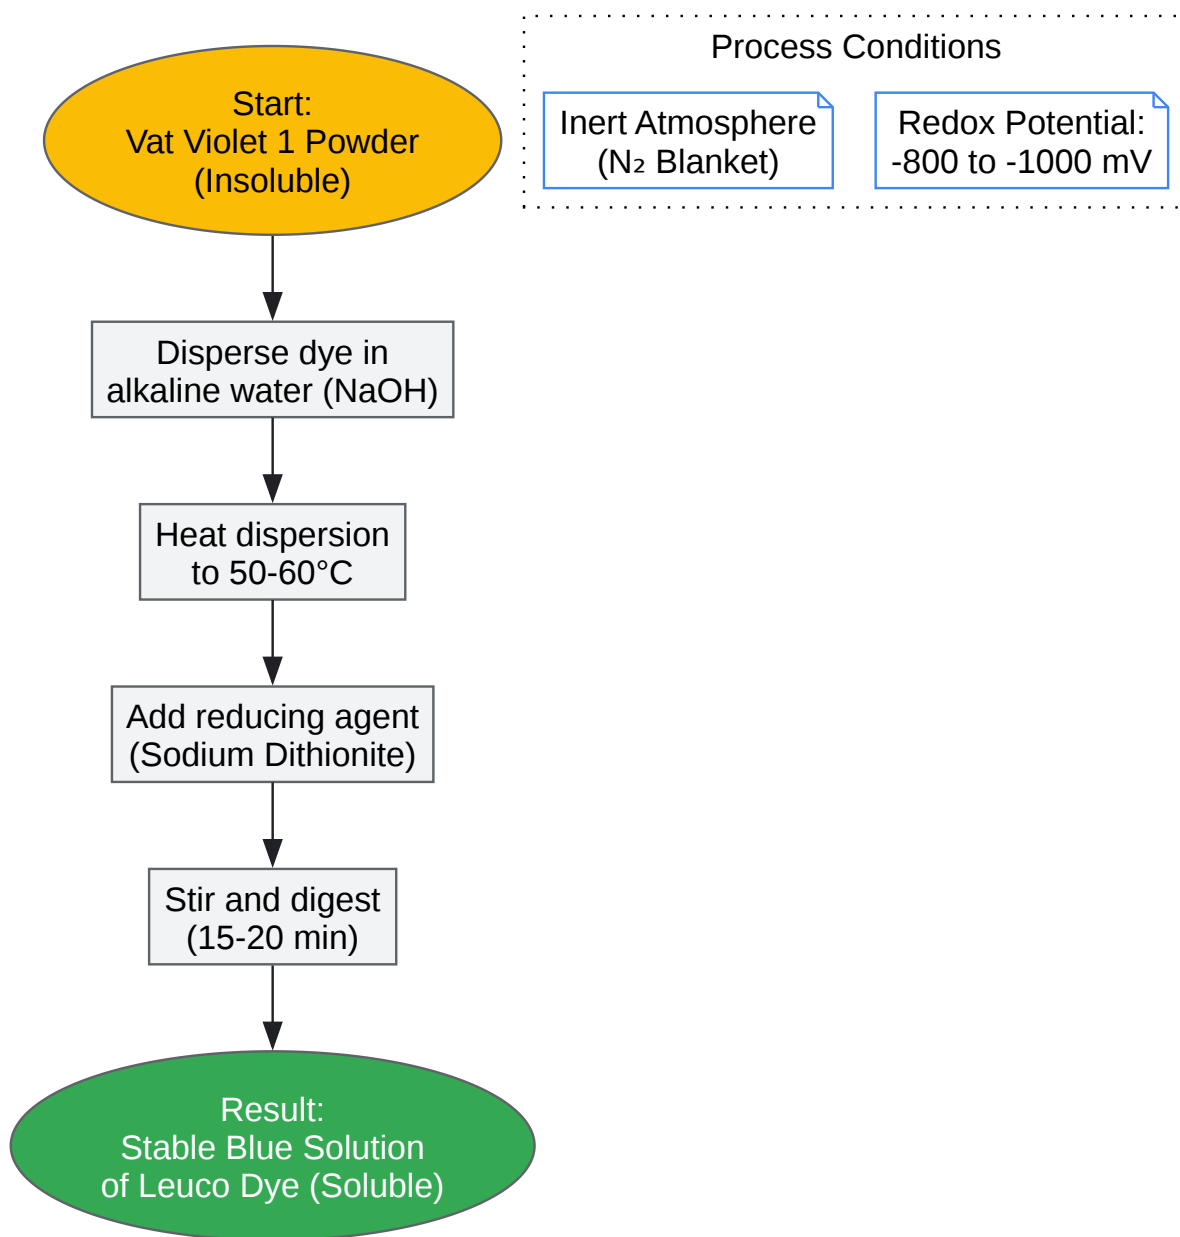 Process Conditions
Inert Atmosphere
(N₂ Blanket)
Redox Potential:
-800 to -1000 mV
Start:
Vat Violet 1 Powder
(Insoluble)
Disperse dye in
alkaline water (NaOH)
Heat dispersion
to 50-60°C
Add reducing agent
(Sodium Dithionite)
Stir and digest
(15-20 min)
Result:
Stable Blue Solution
of Leuco Dye (Soluble)